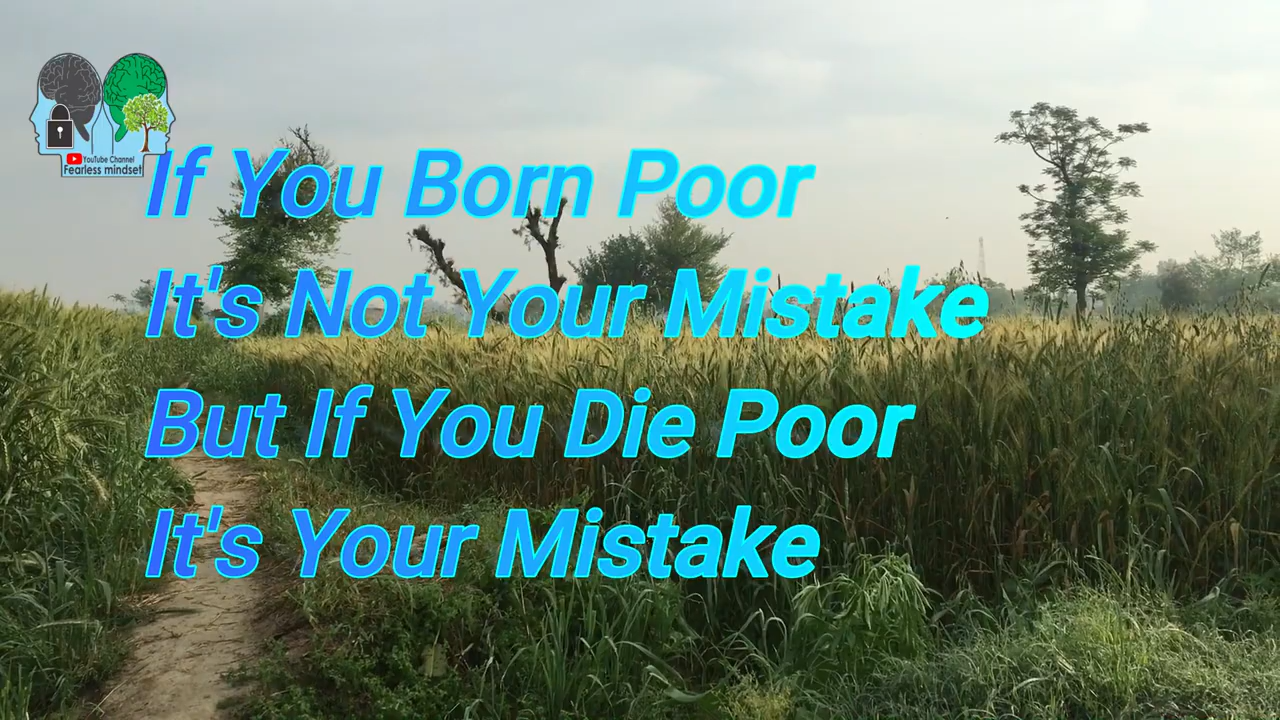 YouTube Channel
Fearless mindset
If You Born Poor
It's Not Your Mistake
But If You Die Poor
It's Your Mistake